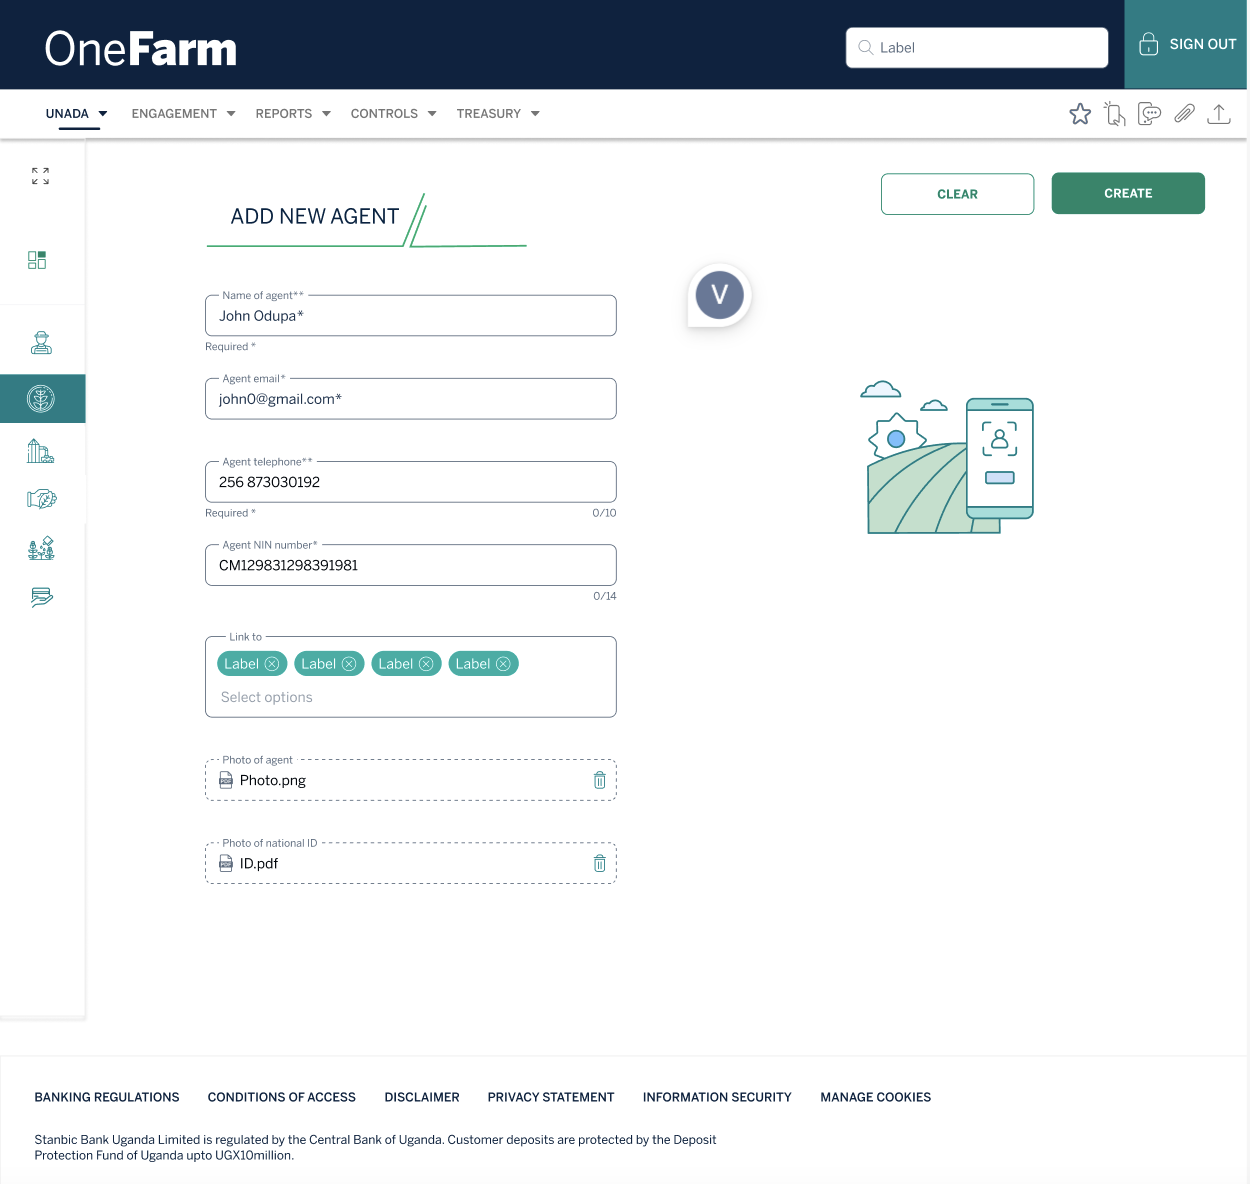 OneFarm
Label
SIGN OUT
UNADA
ENGAGEMENT
REPORTS
CONTROLS
TREASURY
CLEAR
CREATE
ADD NEW AGENT
V
Name of agent**
John Odupa*
Required *
Agent email*
john0@gmail.com*
Agent telephone**
256 873030192
Required *
0/10
Agent NIN number*
CM129831298391981
0/14
Link to
Label
Label
Label
Label
Select options
Photo of agent
Photo.png
Photo of national ID
ID.pdf
BANKING REGULATIONS
CONDITIONS OF ACCESS
DISCLAIMER
PRIVACY STATEMENT
INFORMATION SECURITY
MANAGE COOKIES
Stanbic Bank Uganda Limited is regulated by the Central Bank of Uganda. Customer deposits are protected by the Deposit
Protection Fund of Uganda upto UGX10million.